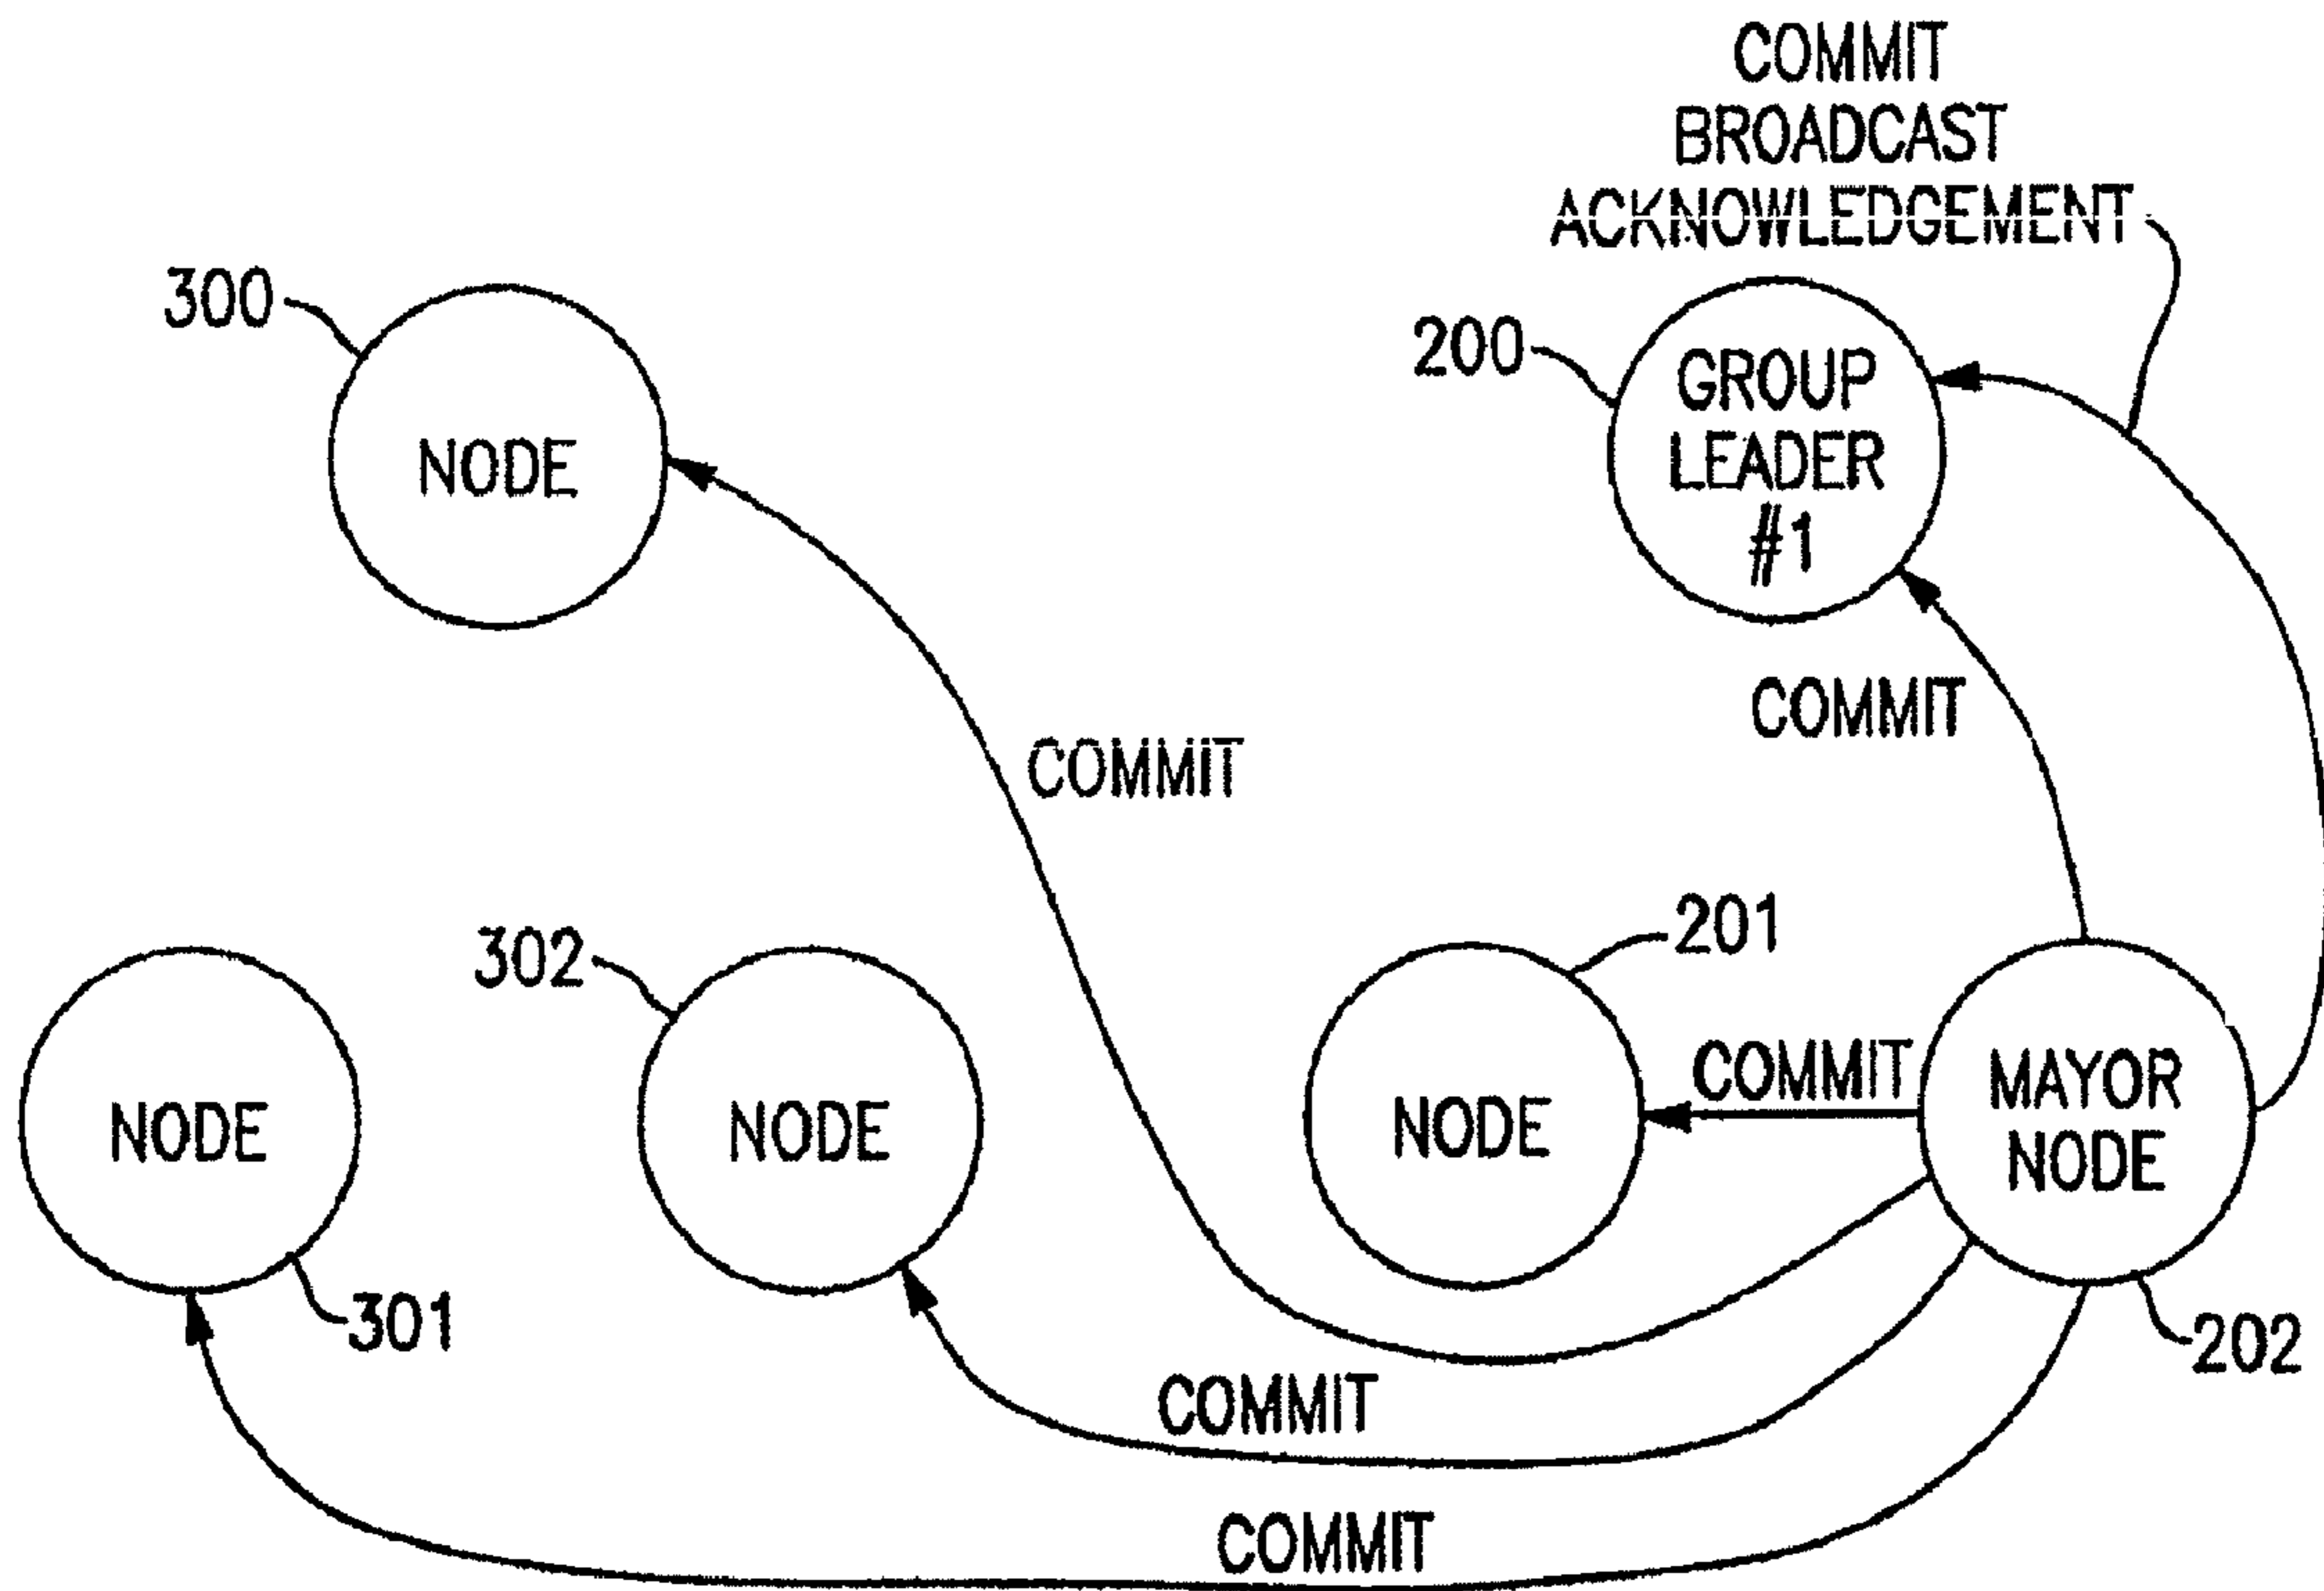 COMMIT
BROADCAST
ACKNOWLEDGEMENT
300
NODE
200
GROUP
LEADER
#1
COMMIT
COMMIT
302
201
NODE
301
NODE
NODE
COMMIT
MAYOR
NODE
202
COMMIT
COMMIT